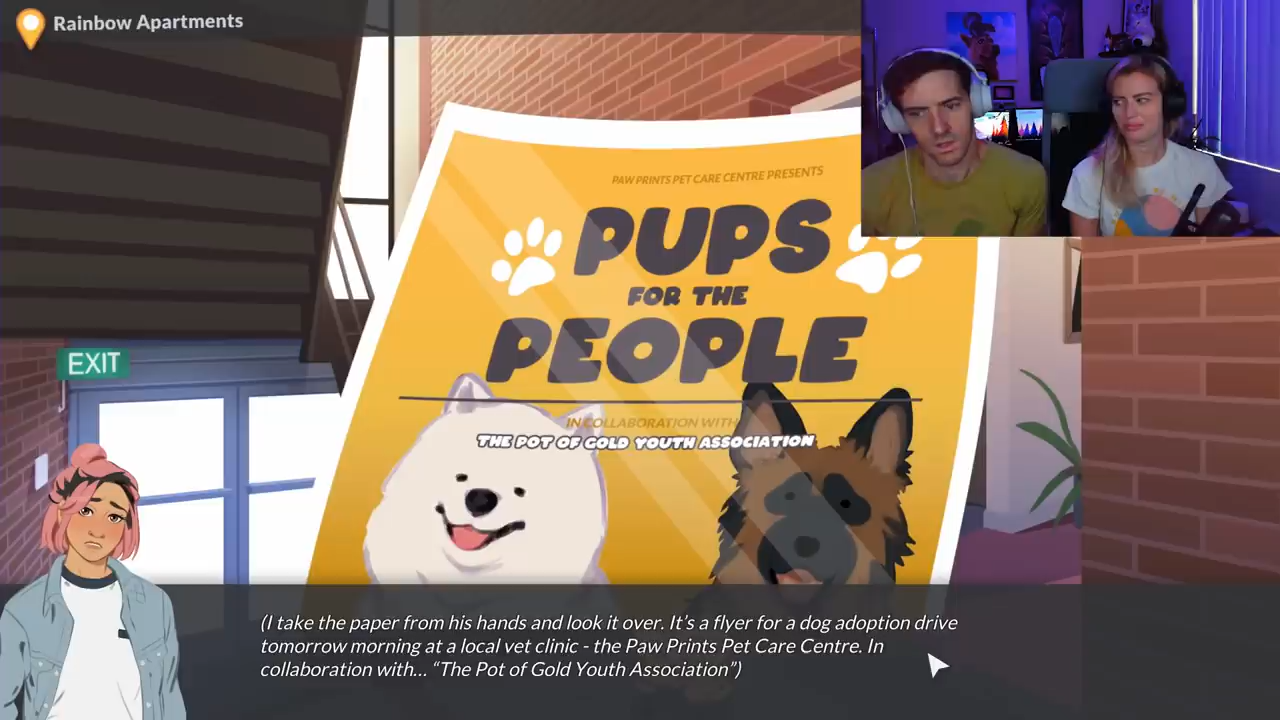 Rainbow Apartments
PAW PRINTS PET CARE CENTRE PRESENTS
PUPS
FOR THE
PEOPLE
IN COLLABORATION WITH
THE POT OF GOLD YOUTH ASSOCIATION
EXIT
(I take the paper from his hands and look it over. It's a flyer for a dog adoption drive
tomorrow morning at a local vet clinic - the Paw Prints Pet Care Centre. In
collaboration with... “The Pot of Gold Youth Association”)